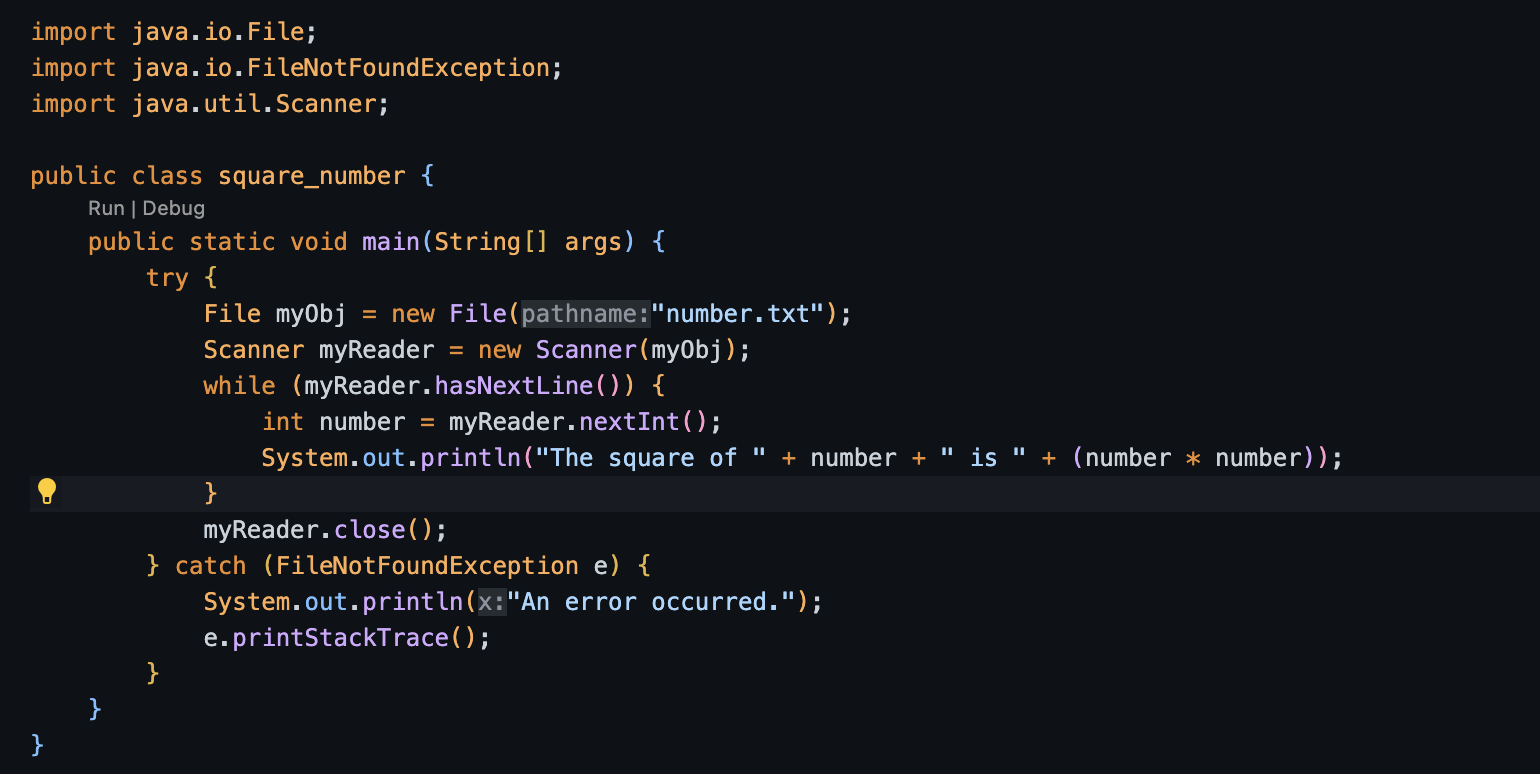 import java.io.File;
import java.io.FileNotFoundException;
import java.util.Scanner;

public class square_number {
    Run | Debug
    public static void main(String[] args) {
        try {
            File myObj = new File(pathname:"number.txt");
            Scanner myReader = new Scanner(myObj);
            while (myReader.hasNextLine()) {
                int number = myReader.nextInt();
                System.out.println("The square of " + number + " is " + (number * number));
            }
            myReader.close();
        } catch (FileNotFoundException e) {
            System.out.println(x:"An error occurred.");
            e.printStackTrace();
        }
    }
}